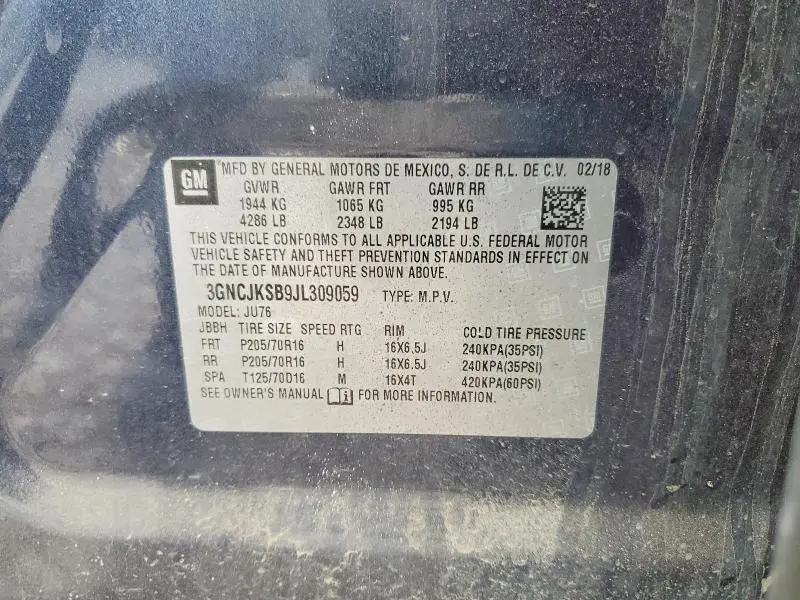 GM
MFD BY GENERAL MOTORS DE MEXICO, S. DE R.L. DE C.V. 02/18
GVWR GAWR FRT GAWR RR
1944 KG 1065 KG 995 KG
4286 LB 2348 LB 2194 LB
THIS VEHICLE CONFORMS TO ALL APPLICABLE U.S. FEDERAL MOTOR
VEHICLE SAFETY AND THEFT PREVENTION STANDARDS IN EFFECT ON
THE DATE OF MANUFACTURE SHOWN ABOVE.
3GNCJKSB9JL309059 TYPE: M.P.V.
MODEL: JU76
JBBH TIRE SIZE SPEED RTG RIM COLD TIRE PRESSURE
FRT P205/70R16 H 16X6.5J 240KPA(35PSI)
RR P205/70R16 H 16X6.5J 240KPA(35PSI)
SPA T125/70D16 M 16X4T 420KPA(60PSI)
SEE OWNER'S MANUAL FOR MORE INFORMATION.